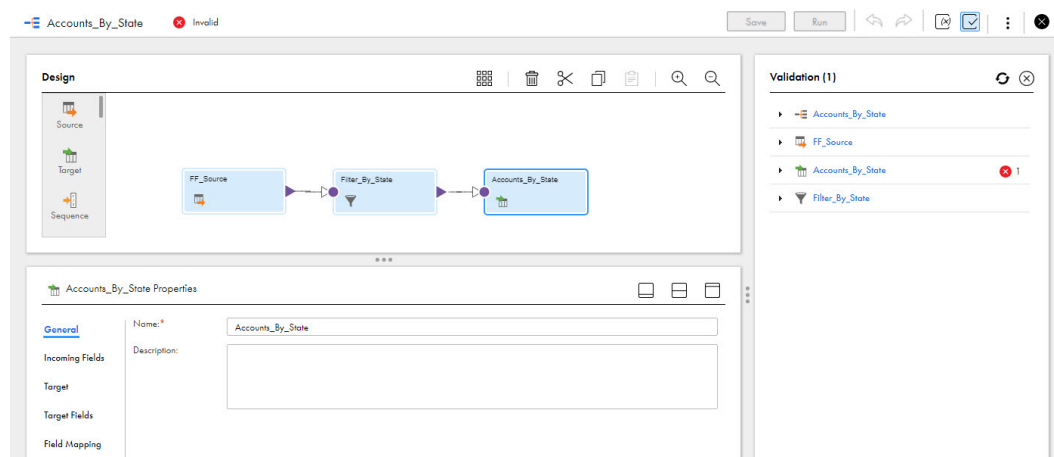 Accounts_By_State
Invalid
Save
Run
Design
Source
Target
Sequence
FF_Source
Filter_By_State
Accounts_By_State
Validation (1)
Accounts_By_State
FF_Source
Accounts_By_State 1
Filter_By_State
Accounts_By_State Properties
General
Incoming Fields
Target
Target Fields
Field Mapping
Name:* Accounts_By_State
Description: